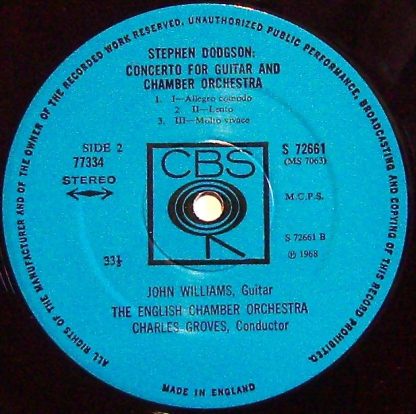 ALL RIGHTS OF THE MANUFACTURER AND OF THE OWNER OF THE RECORDED WORK RESERVED. UNAUTHORIZED PUBLIC PERFORMANCE, BROADCASTING AND COPYING OF THIS RECORD PROHIBITED.
STEPHEN DODGSON:
CONCERTO FOR GUITAR AND
CHAMBER ORCHESTRA
1. I—Allegro comodo
2. II—Lento
3. III—Molto vivace
SIDE 2
77334
STEREO
CBS
S 72661
(MS 7063)
M.C.P.S.
S 72661 B
℗ 1968
33⅓
JOHN WILLIAMS, Guitar
THE ENGLISH CHAMBER ORCHESTRA
CHARLES GROVES, Conductor
MADE IN ENGLAND